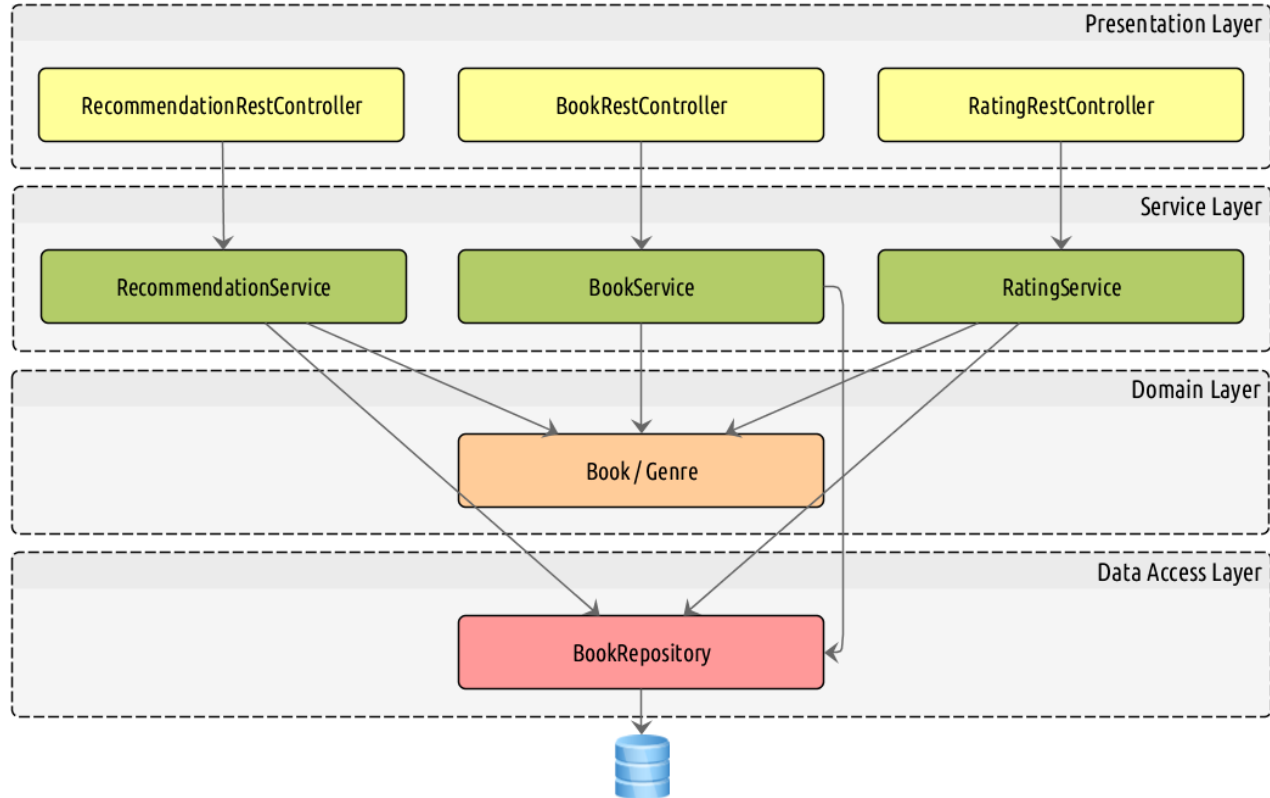 Presentation Layer
RecommendationRestController
BookRestController
RatingRestController
Service Layer
RecommendationService
BookService
RatingService
Domain Layer
Book / Genre
Data Access Layer
BookRepository